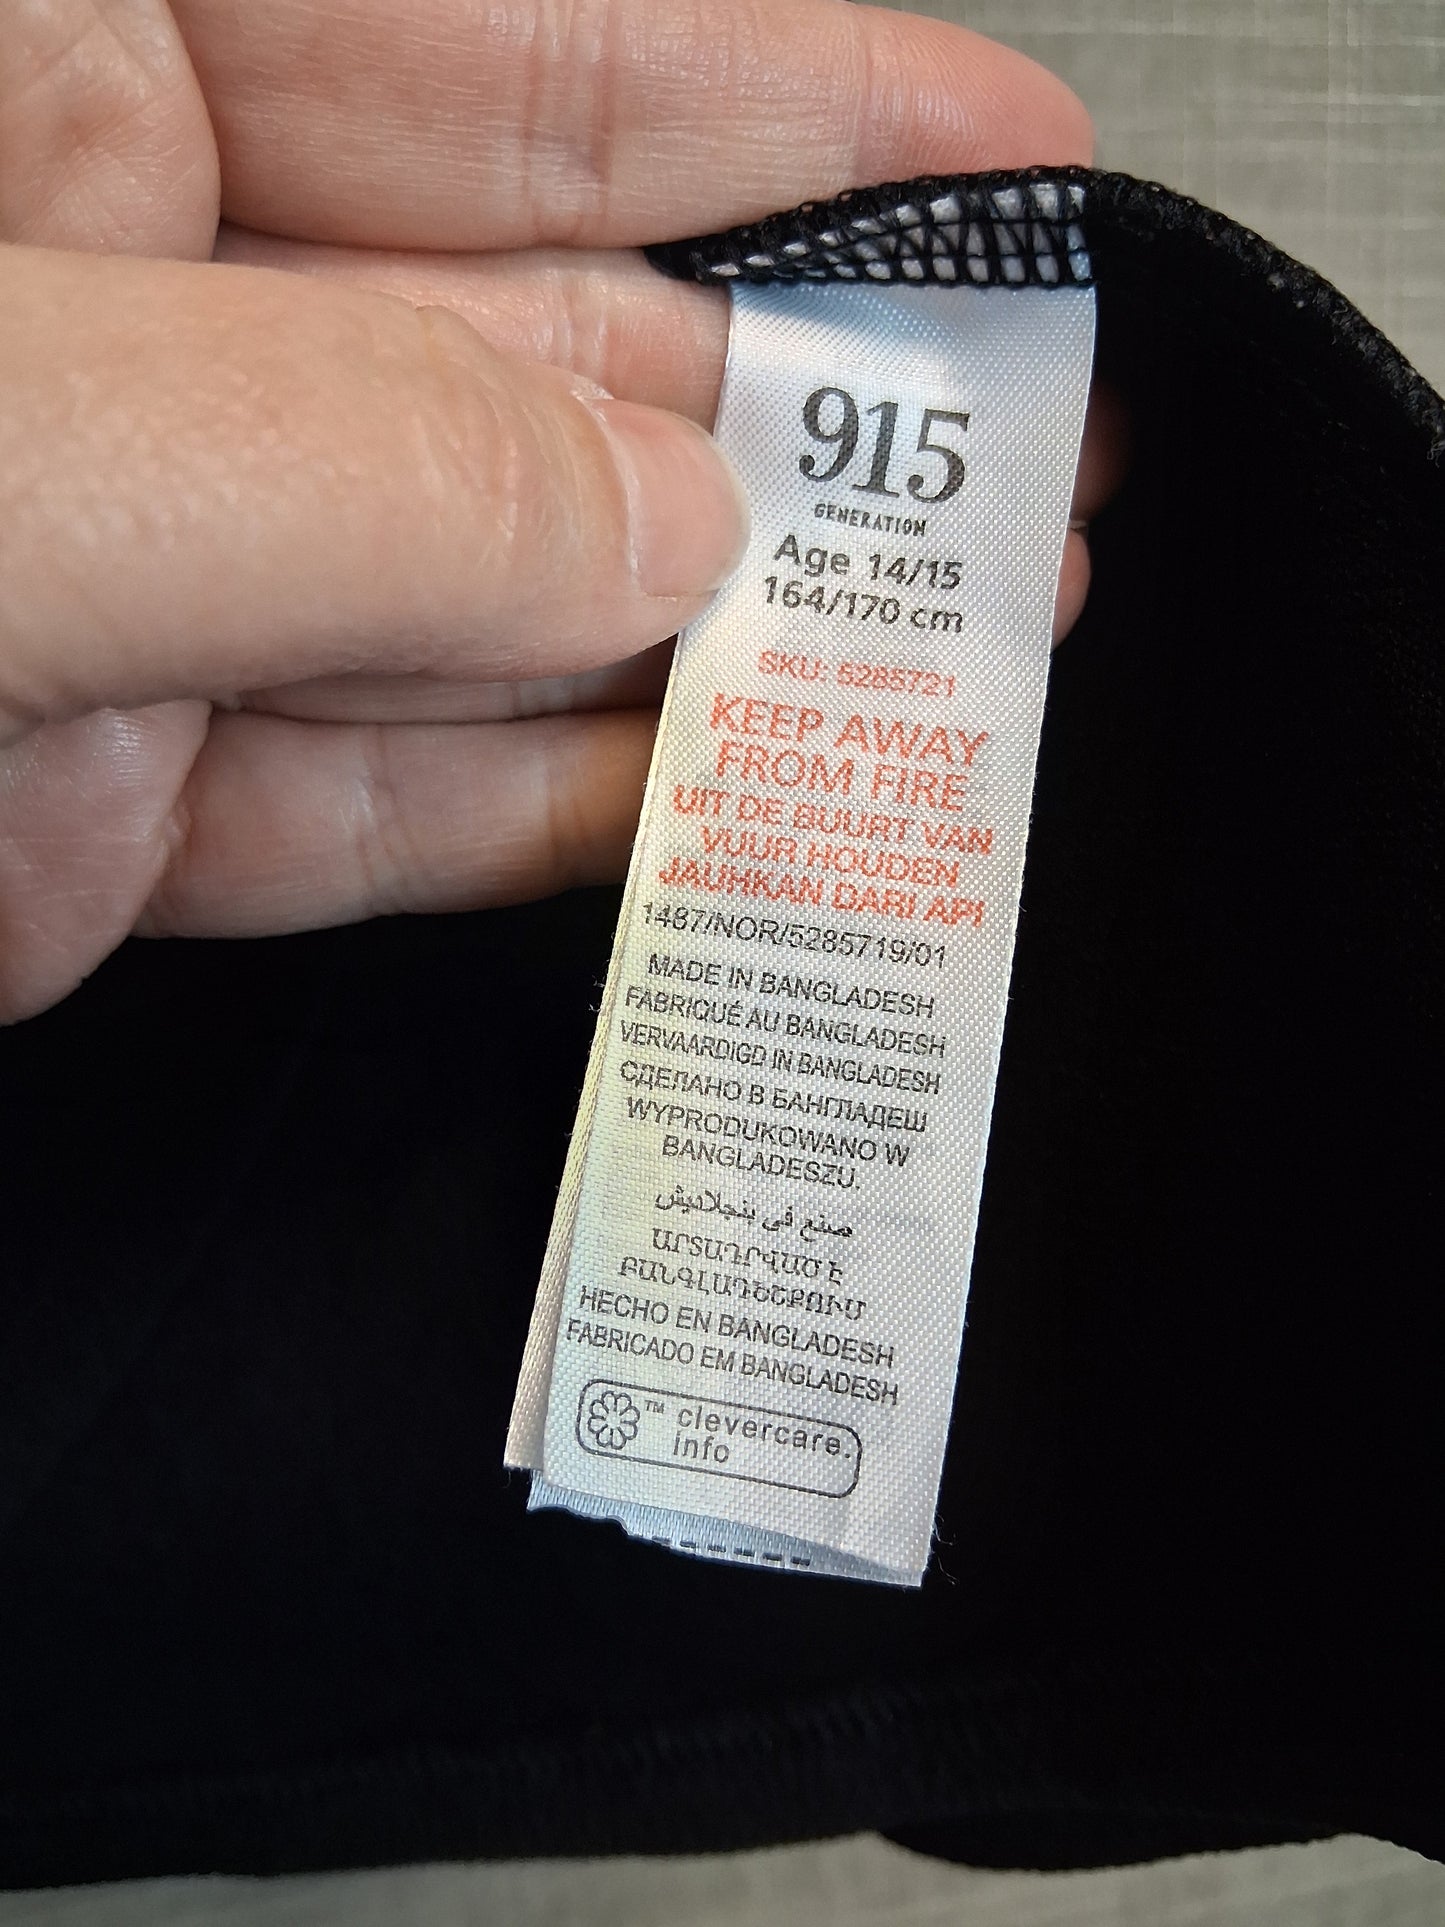 915
GENERATION
Age 14/15
164/170 cm
SKU: 5285721
KEEP AWAY
FROM FIRE
UIT DE BUURT VAN
VUUR HOUDEN
JAUHKAN DARI API
1487/NOR/5285719/01
MADE IN BANGLADESH
FABRIQUÉ AU BANGLADESH
VERVAARDIGD IN BANGLADESH
СДЕЛАНО В БАНГЛАДЕШ
WYPRODUKOWANO W
BANGLADESZU.
صنع في بنجلاديش
ԱՐՏԱԴՐՎԱԾ Է
ԲԱՆԳԼԱԴԵՇՔՈՒՄ
HECHO EN BANGLADESH
FABRICADO EM BANGLADESH
™ clevercare.
info